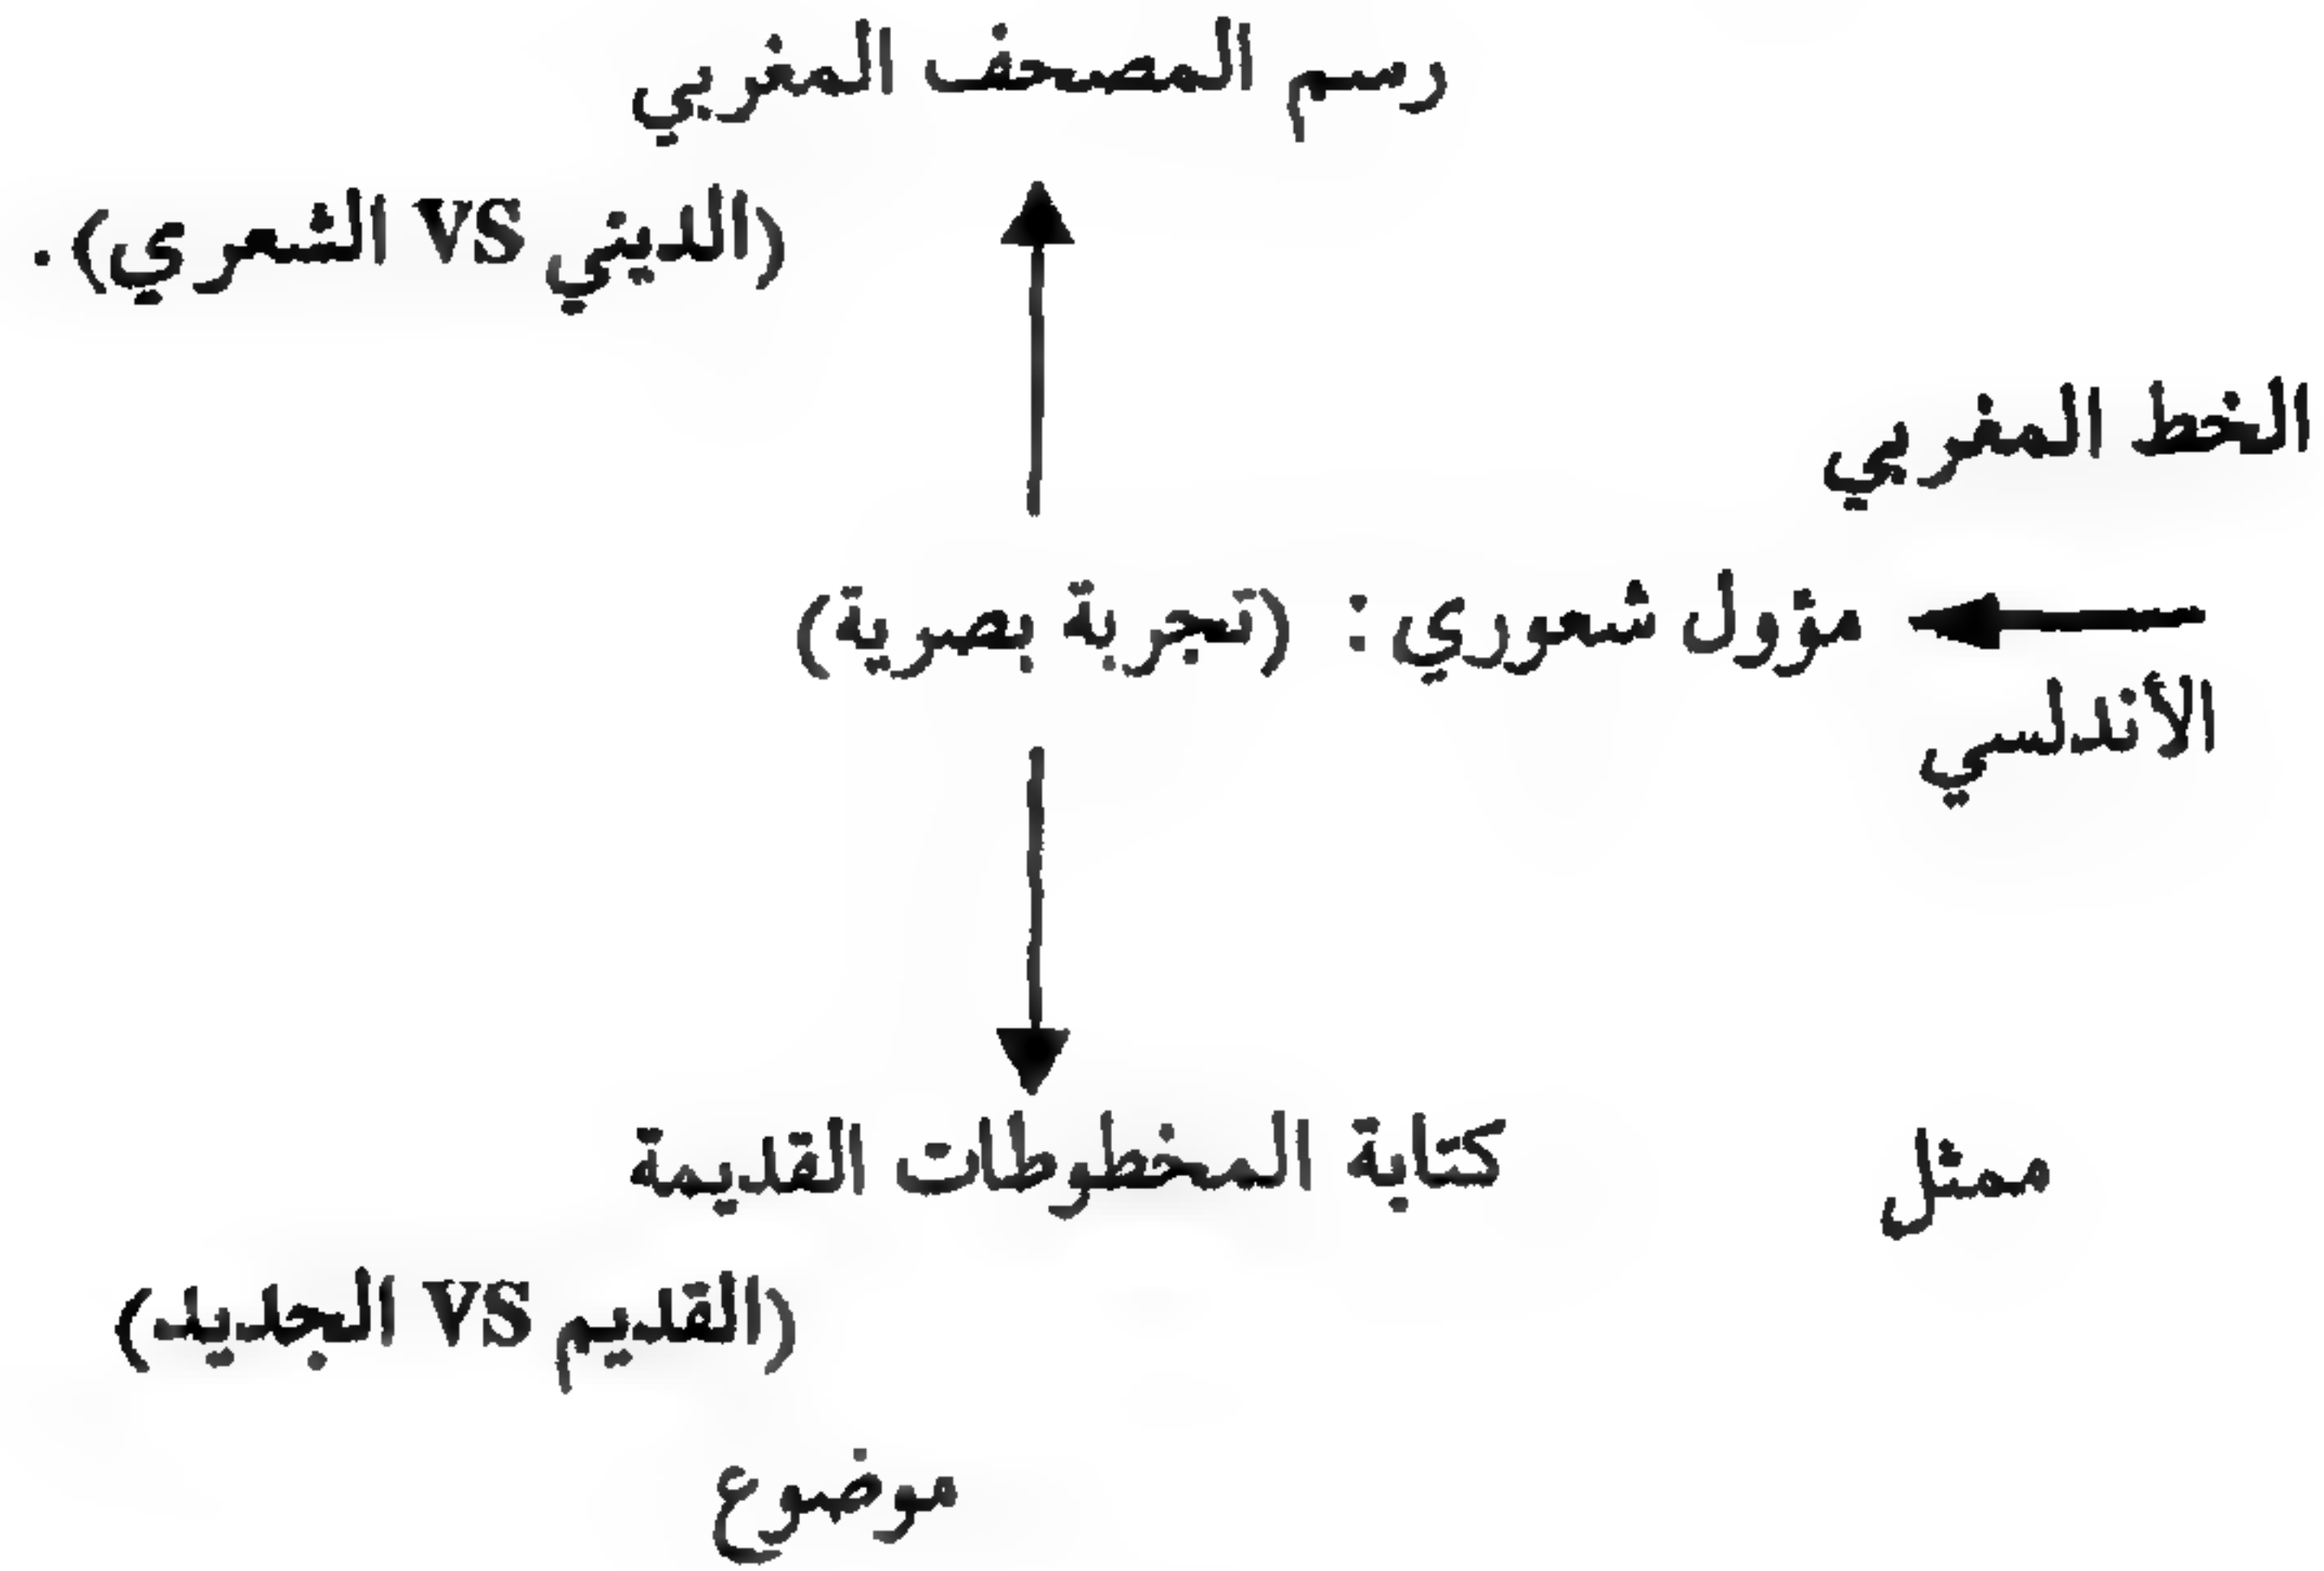 رسم المصحف المغربي
(الديني VS الشعري).
الخط المغربي
مؤول شعوري : (تجربة بصرية)
الأندلسي
كتابة المخطوطات القديمة
ممثل
(القديم VS الجديد)
موضوع